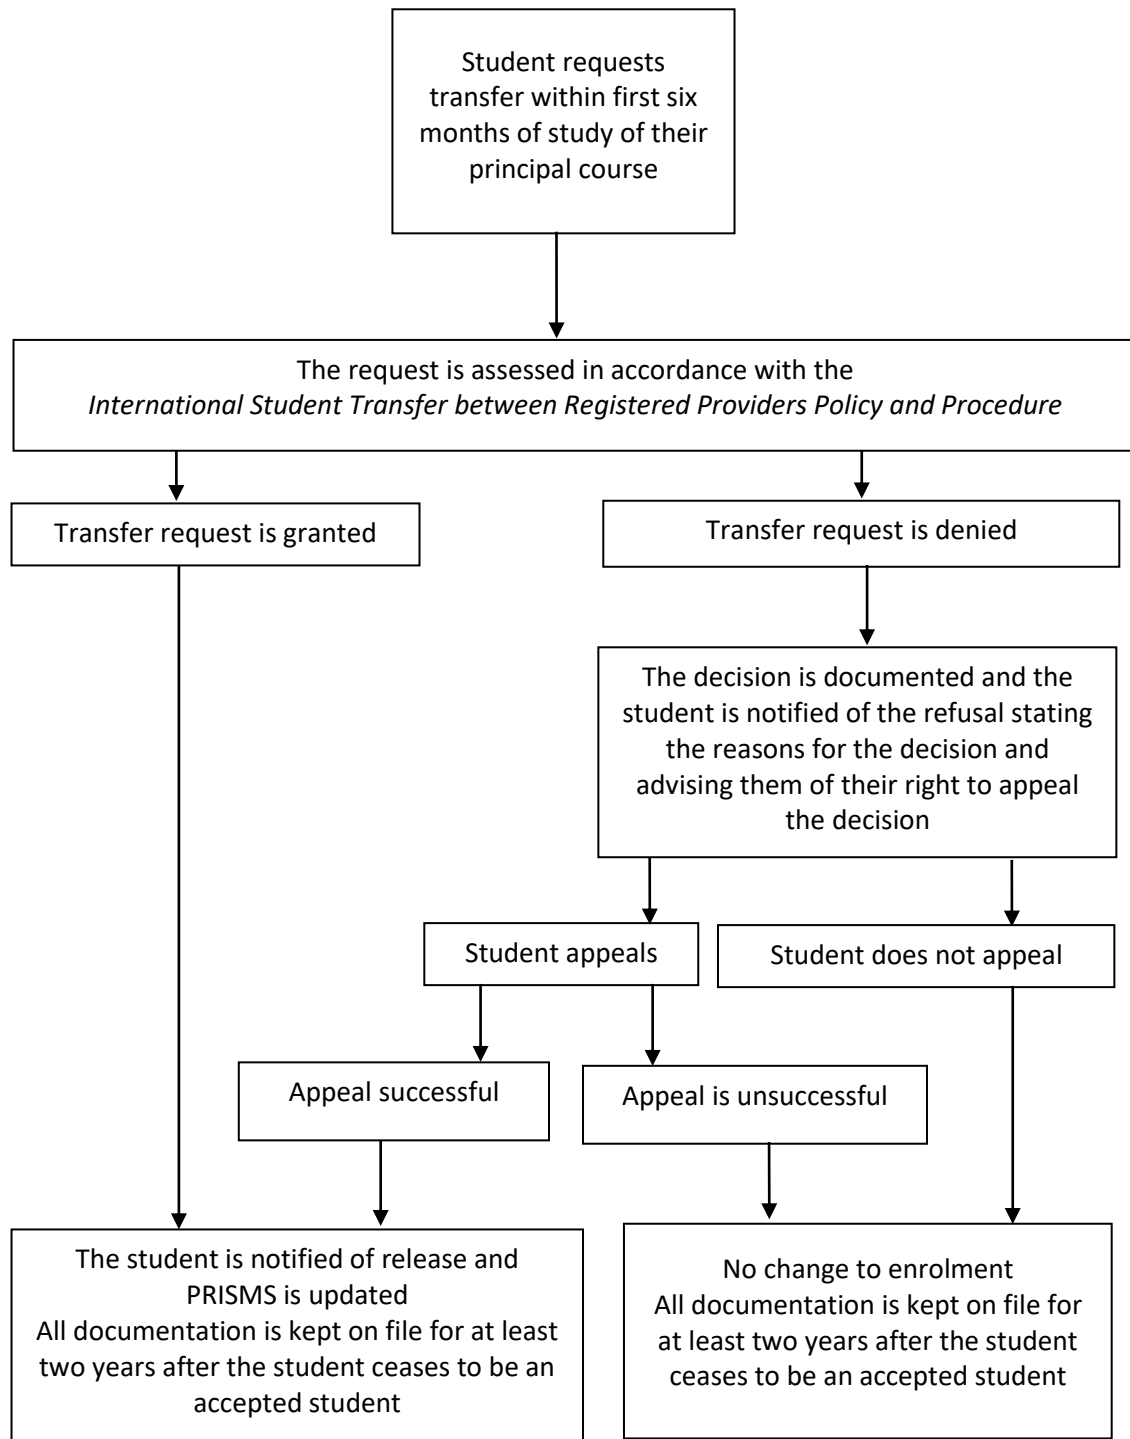 Student requests
transfer within first six
months of study of their
principal course
The request is assessed in accordance with the
International Student Transfer between Registered Providers Policy and Procedure
Transfer request is granted
Transfer request is denied
The decision is documented and the
student is notified of the refusal stating
the reasons for the decision and
advising them of their right to appeal
the decision
Student appeals
Student does not appeal
Appeal successful
Appeal is unsuccessful
The student is notified of release and
PRISMS is updated
All documentation is kept on file for at least
two years after the student ceases to be an
accepted student
No change to enrolment
All documentation is kept on file for
at least two years after the student
ceases to be an accepted student